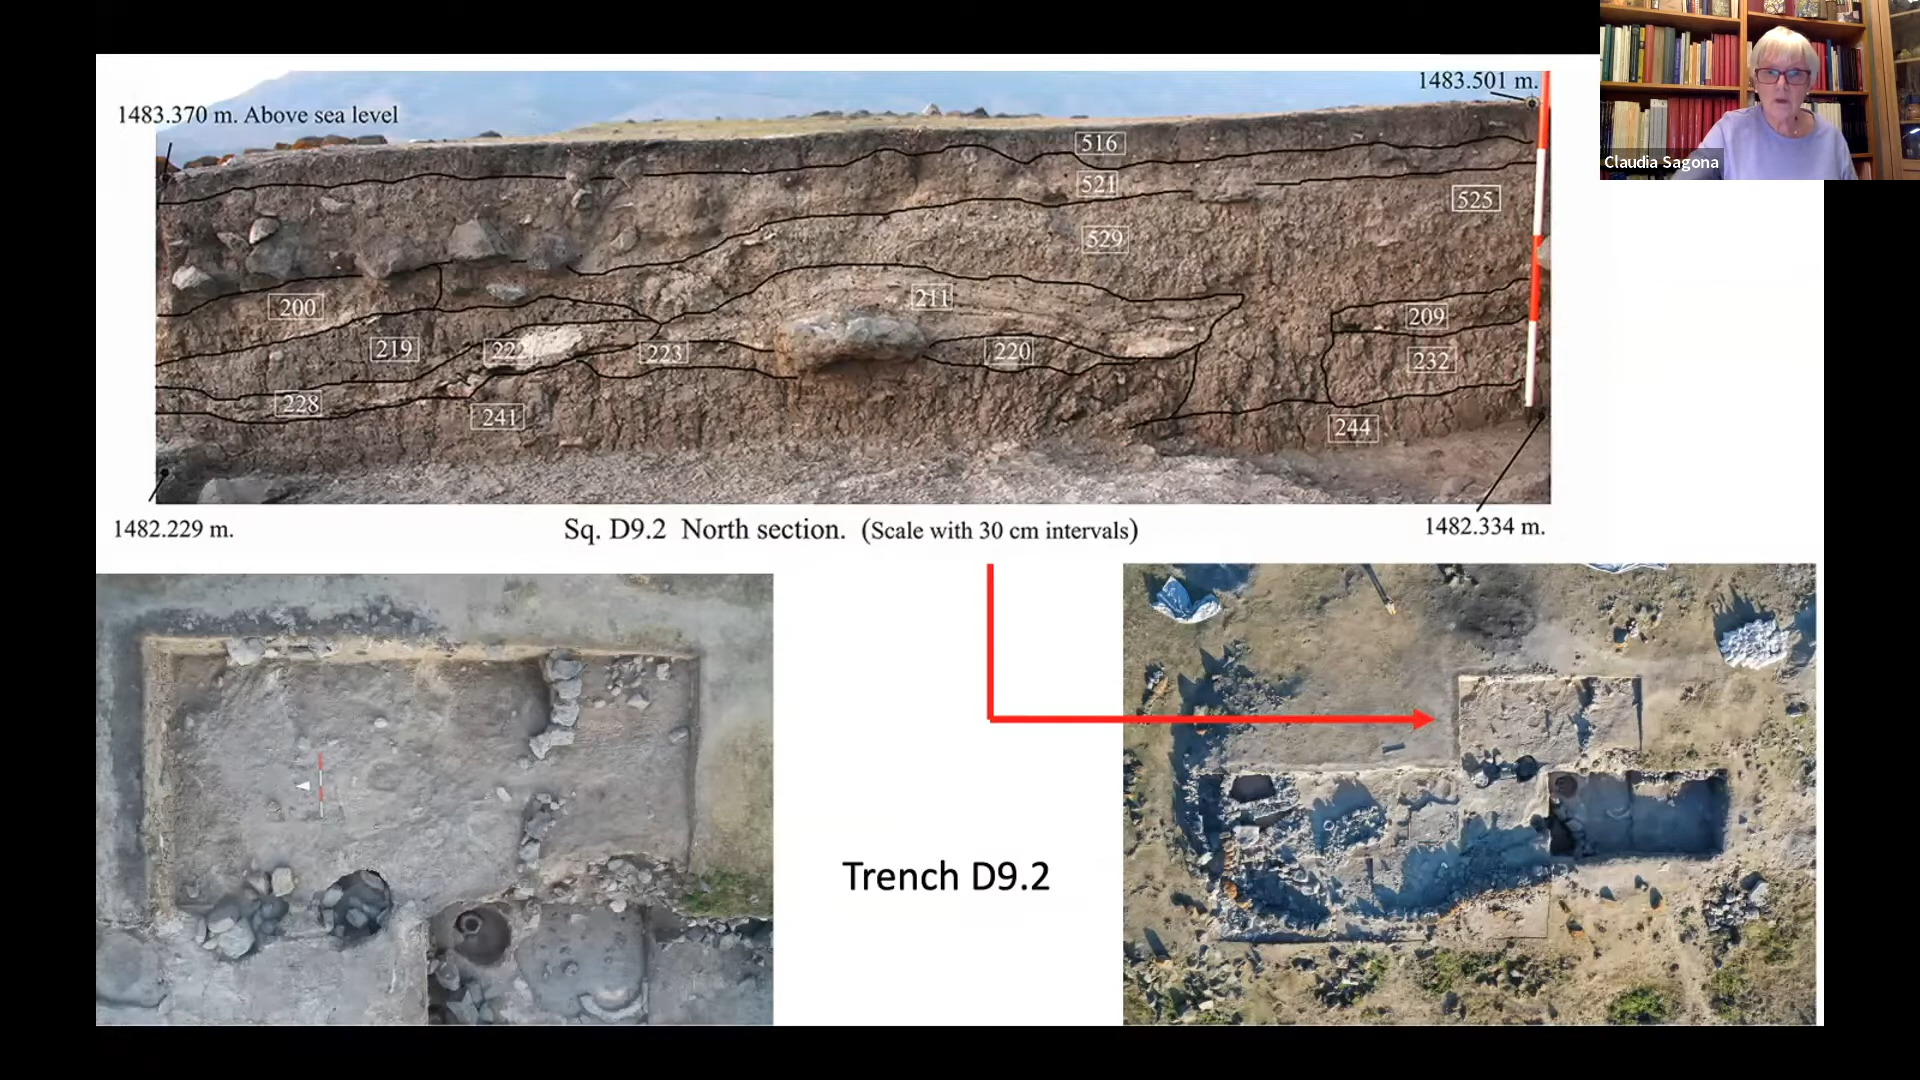 1483.370 m. Above sea level
1483.501 m.
Claudia Sagona
516
521
525
529
200
211
209
219
222
223
220
232
228
241
244
1482.229 m.
Sq. D9.2 North section. (Scale with 30 cm intervals)
1482.334 m.
Trench D9.2